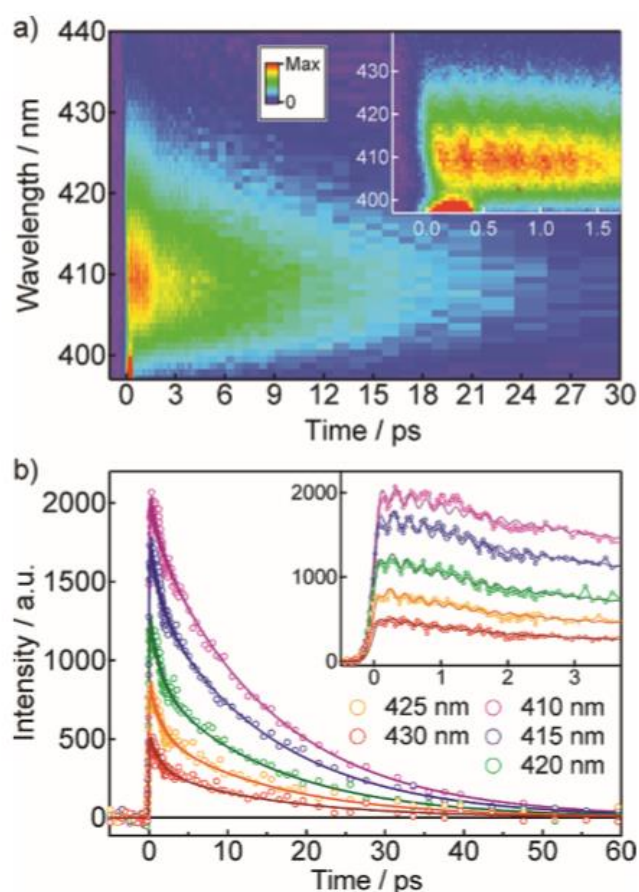 a)
440
430
420
410
400
Wavelength / nm
Max
0
430
420
410
400
0.0 0.5 1.0 1.5
0 3 6 9 12 15 18 21 24 27 30
Time / ps
b)
2000
1500
1000
500
0
Intensity / a.u.
2000
1000
0
0 1 2 3
425 nm 410 nm
430 nm 415 nm
420 nm
0 10 20 30 40 50 60
Time / ps